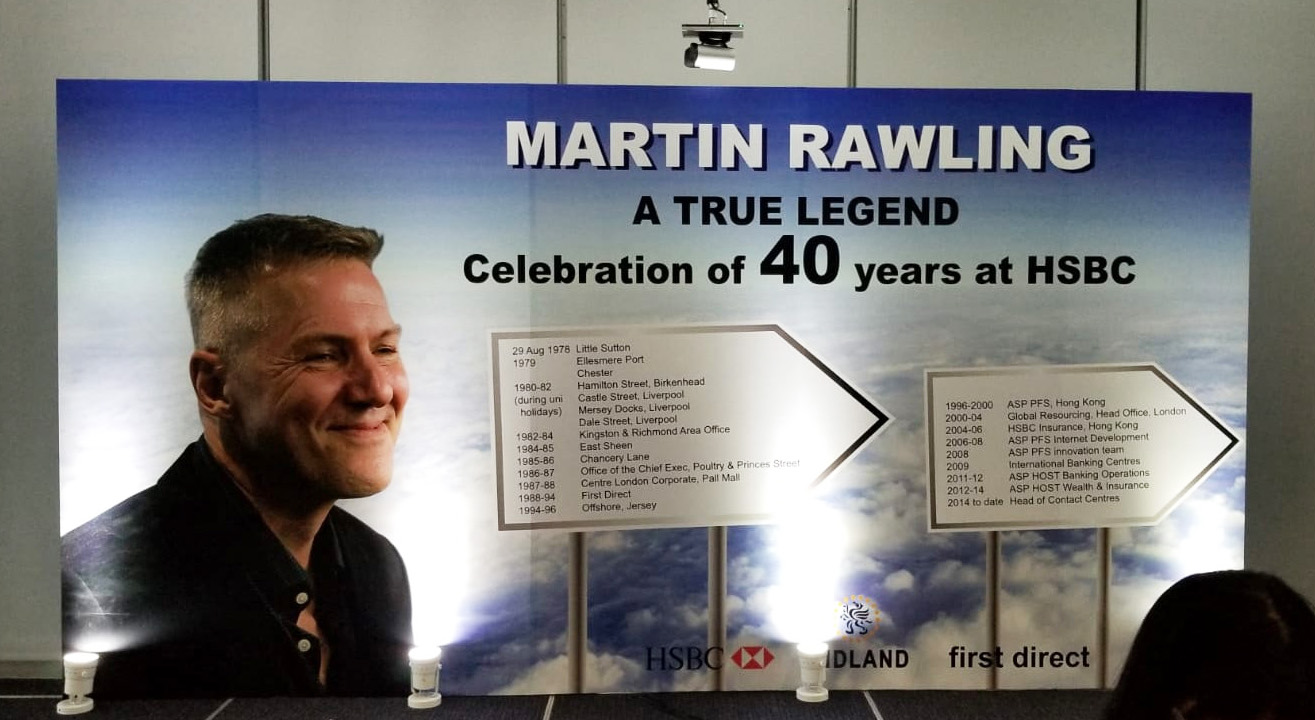 MARTIN RAWLING
A TRUE LEGEND
Celebration of 40 years at HSBC
29 Aug 1978 Little Sutton
1979 Ellesmere Port
Chester
1980-82 Hamilton Street, Birkenhead
(during uni Castle Street, Liverpool
holidays) Mersey Docks, Liverpool
Dale Street, Liverpool
1982-84 Kingston & Richmond Area Office
1984-85 East Sheen
1985-86 Chancery Lane
1986-87 Office of the Chief Exec, Poultry & Princes Street
1987-88 Centre London Corporate, Pall Mall
1988-94 First Direct
1994-96 Offshore, Jersey
1996-2000 ASP PFS, Hong Kong
2000-04 Global Resourcing, Head Office, London
2004-06 HSBC Insurance, Hong Kong
2006-08 ASP PFS Internet Development
2008 ASP PFS innovation team
2009 International Banking Centres
2011-12 ASP HOST Banking Operations
2012-14 ASP HOST Wealth & Insurance
2014 to date Head of Contact Centres
HSBC
MIDLAND
first direct